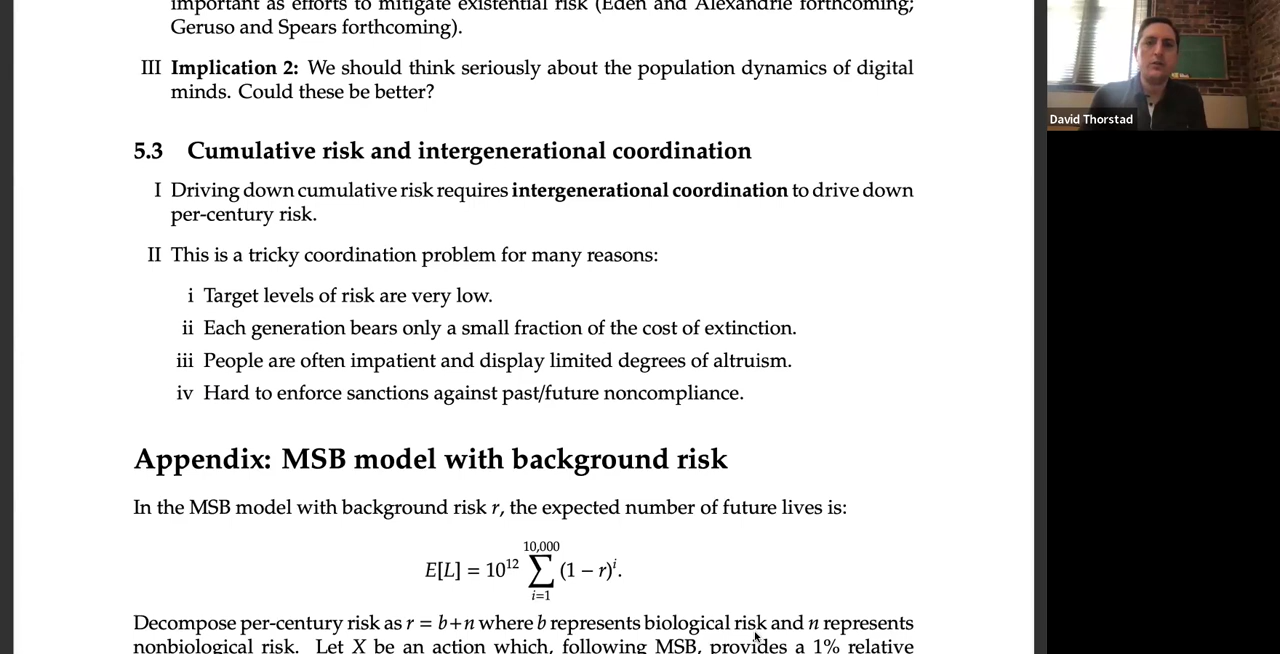 important as efforts to mitigate existential risk (Eden and Alexandrie forthcoming;
Geruso and Spears forthcoming).
III Implication 2: We should think seriously about the population dynamics of digital
minds. Could these be better?
5.3 Cumulative risk and intergenerational coordination
I Driving down cumulative risk requires intergenerational coordination to drive down
per-century risk.
II This is a tricky coordination problem for many reasons:
i Target levels of risk are very low.
ii Each generation bears only a small fraction of the cost of extinction.
iii People are often impatient and display limited degrees of altruism.
iv Hard to enforce sanctions against past/future noncompliance.
Appendix: MSB model with background risk
In the MSB model with background risk r, the expected number of future lives is:
E[L] = 10¹² ∑_{i=1}^{10,000} (1 − r)ⁱ.
Decompose per-century risk as r = b+n where b represents biological risk and n represents
nonbiological risk. Let X be an action which, following MSB, provides a 1% relative
David Thorstad